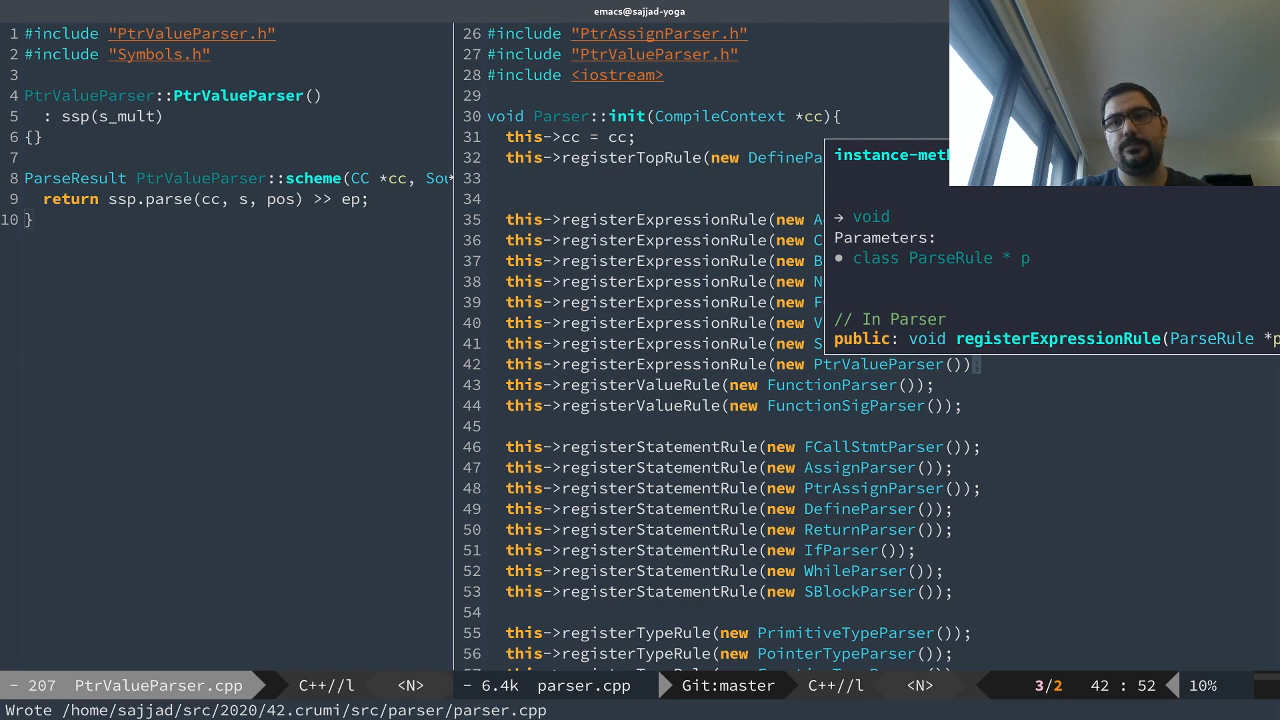 emacs@sajjad-yoga
1 #include "PtrValueParser.h"
2 #include "Symbols.h"
3
4 PtrValueParser::PtrValueParser()
5 : ssp(s_mult)
6 {}
7
8 ParseResult PtrValueParser::scheme(CC *cc, Sou
9 return ssp.parse(cc, s, pos) >> ep;
10 }
26 #include "PtrAssignParser.h"
27 #include "PtrValueParser.h"
28 #include <iostream>
29
30 void Parser::init(CompileContext *cc){
31 this->cc = cc;
32 this->registerTopRule(new DefinePa
33
34
35 this->registerExpressionRule(new A
36 this->registerExpressionRule(new C
37 this->registerExpressionRule(new B
38 this->registerExpressionRule(new N
39 this->registerExpressionRule(new F
40 this->registerExpressionRule(new V
41 this->registerExpressionRule(new S
42 this->registerExpressionRule(new PtrValueParser());
43 this->registerValueRule(new FunctionParser());
44 this->registerValueRule(new FunctionSigParser());
45
46 this->registerStatementRule(new FCallStmtParser());
47 this->registerStatementRule(new AssignParser());
48 this->registerStatementRule(new PtrAssignParser());
49 this->registerStatementRule(new DefineParser());
50 this->registerStatementRule(new ReturnParser());
51 this->registerStatementRule(new IfParser());
52 this->registerStatementRule(new WhileParser());
53 this->registerStatementRule(new SBlockParser());
54
55 this->registerTypeRule(new PrimitiveTypeParser());
56 this->registerTypeRule(new PointerTypeParser());
instance-met
→ void
Parameters:
● class ParseRule * p
// In Parser
public: void registerExpressionRule(ParseRule *p
- 207 PtrValueParser.cpp C++//l <N>
- 6.4k parser.cpp Git:master C++//l <N> 3/2 42 : 52 10%
Wrote /home/sajjad/src/2020/42.crumi/src/parser/parser.cpp